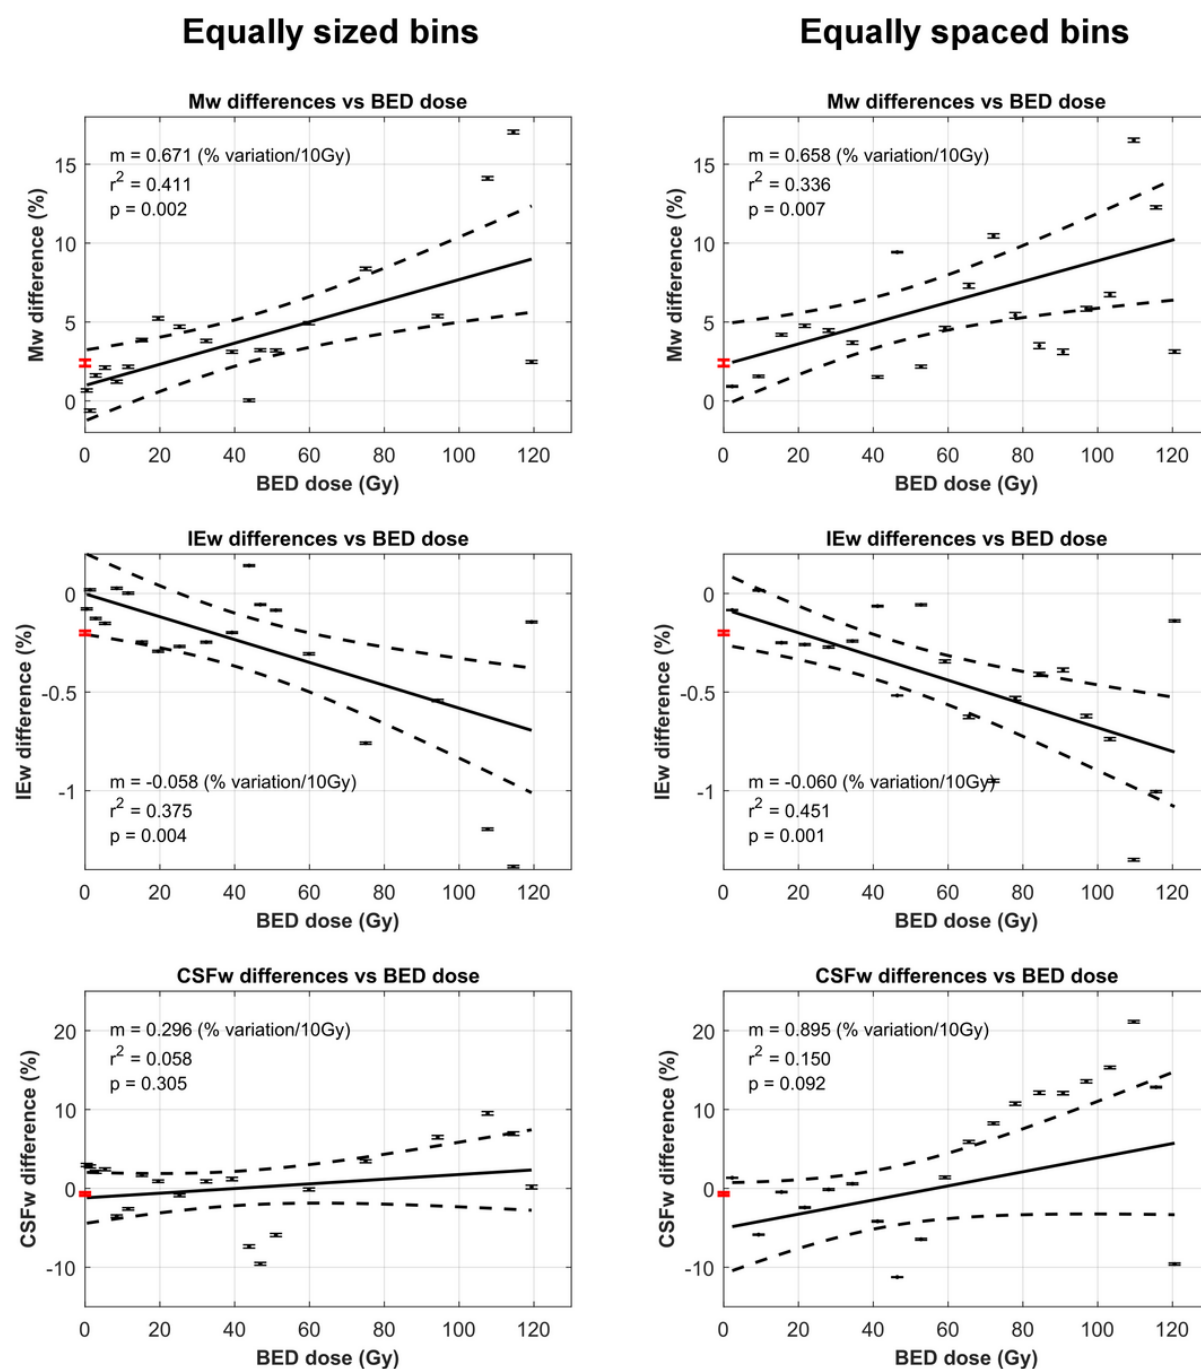 Equally sized bins
Equally spaced bins
Mw differences vs BED dose
m = 0.671 (% variation/10Gy)
r² = 0.411
p = 0.002
Mw difference (%)
15
10
5
0
0 20 40 60 80 100 120
BED dose (Gy)
Mw differences vs BED dose
m = 0.658 (% variation/10Gy)
r² = 0.336
p = 0.007
Mw difference (%)
15
10
5
0
0 20 40 60 80 100 120
BED dose (Gy)
IEw differences vs BED dose
IEw difference (%)
0
-0.5
-1
m = -0.058 (% variation/10Gy)
r² = 0.375
p = 0.004
0 20 40 60 80 100 120
BED dose (Gy)
IEw differences vs BED dose
IEw difference (%)
0
-0.5
-1
m = -0.060 (% variation/10Gy)
r² = 0.451
p = 0.001
0 20 40 60 80 100 120
BED dose (Gy)
CSFw differences vs BED dose
m = 0.296 (% variation/10Gy)
r² = 0.058
p = 0.305
CSFw difference (%)
20
10
0
-10
0 20 40 60 80 100 120
BED dose (Gy)
CSFw differences vs BED dose
m = 0.895 (% variation/10Gy)
r² = 0.150
p = 0.092
CSFw difference (%)
20
10
0
-10
0 20 40 60 80 100 120
BED dose (Gy)